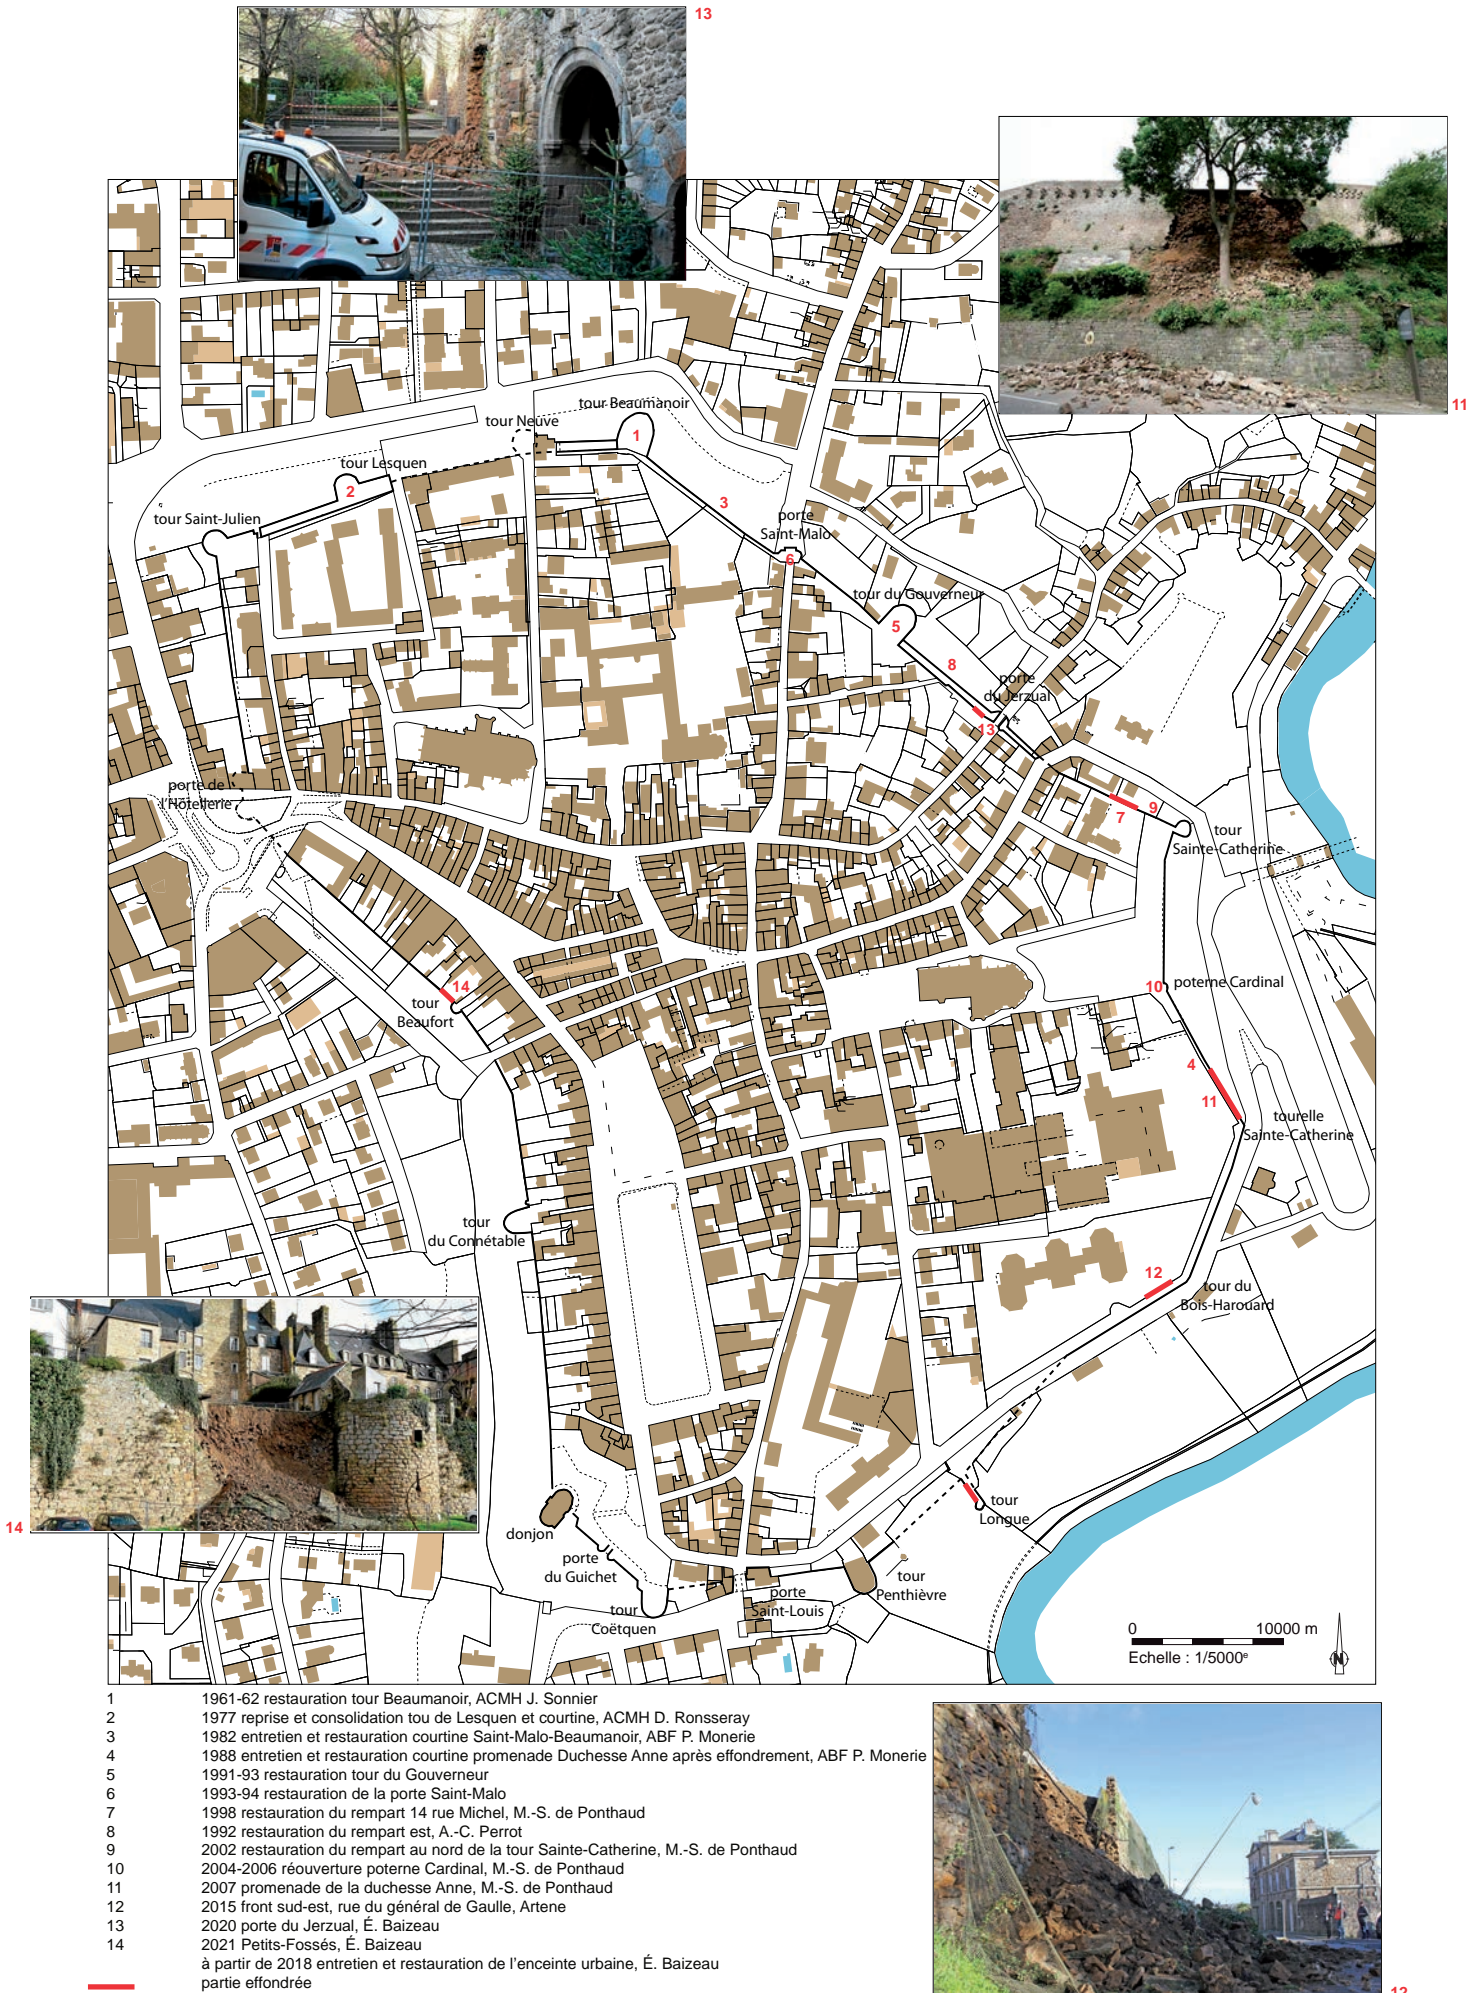 13
11
tour Beaumanoir
1
tour Neuve
tour Lesquen
2
3
tour Saint-Julien
porte
Saint-Malo
6
tour du Gouverneur
5
8
porte
du Jerzual
13
porte de
l'Hôtellerie
9
7
tour
Sainte-Catherine
14
tour
Beaufort
10
poterne Cardinal
4
11
tourelle
Sainte-Catherine
tour
du Connétable
12
tour du
Bois-Harouard
14
tour
Longue
donjon
porte
du Guichet
tour
Penthièvre
porte
Saint-Louis
tour
Coëtquen
0 10000 m
Echelle : 1/5000e
N
1 1961-62 restauration tour Beaumanoir, ACMH J. Sonnier
2 1977 reprise et consolidation tou de Lesquen et courtine, ACMH D. Ronsseray
3 1982 entretien et restauration courtine Saint-Malo-Beaumanoir, ABF P. Monerie
4 1988 entretien et restauration courtine promenade Duchesse Anne après effondrement, ABF P. Monerie
5 1991-93 restauration tour du Gouverneur
6 1993-94 restauration de la porte Saint-Malo
7 1998 restauration du rempart 14 rue Michel, M.-S. de Ponthaud
8 1992 restauration du rempart est, A.-C. Perrot
9 2002 restauration du rempart au nord de la tour Sainte-Catherine, M.-S. de Ponthaud
10 2004-2006 réouverture poterne Cardinal, M.-S. de Ponthaud
11 2007 promenade de la duchesse Anne, M.-S. de Ponthaud
12 2015 front sud-est, rue du général de Gaulle, Artene
13 2020 porte du Jerzual, É. Baizeau
14 2021 Petits-Fossés, É. Baizeau
à partir de 2018 entretien et restauration de l'enceinte urbaine, É. Baizeau
partie effondrée
12